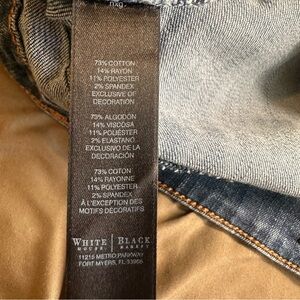 73% COTTON
14% RAYON
11% POLYESTER
2% SPANDEX
EXCLUSIVE OF
DECORATION
73% ALGODÓN
14% VISCOSA
11% POLIÉSTER
2% ELASTANO
EXCLUSIVO DE LA
DECORACIÓN
73% COTON
14% RAYONNE
11% POLYESTER
2% SPANDEX
À L'EXCEPTION DES
MOTIFS DÉCORATIFS
WHITE | BLACK
HOUSE | MARKET
11215 METRO PARKWAY
FORT MYERS, FL 33966